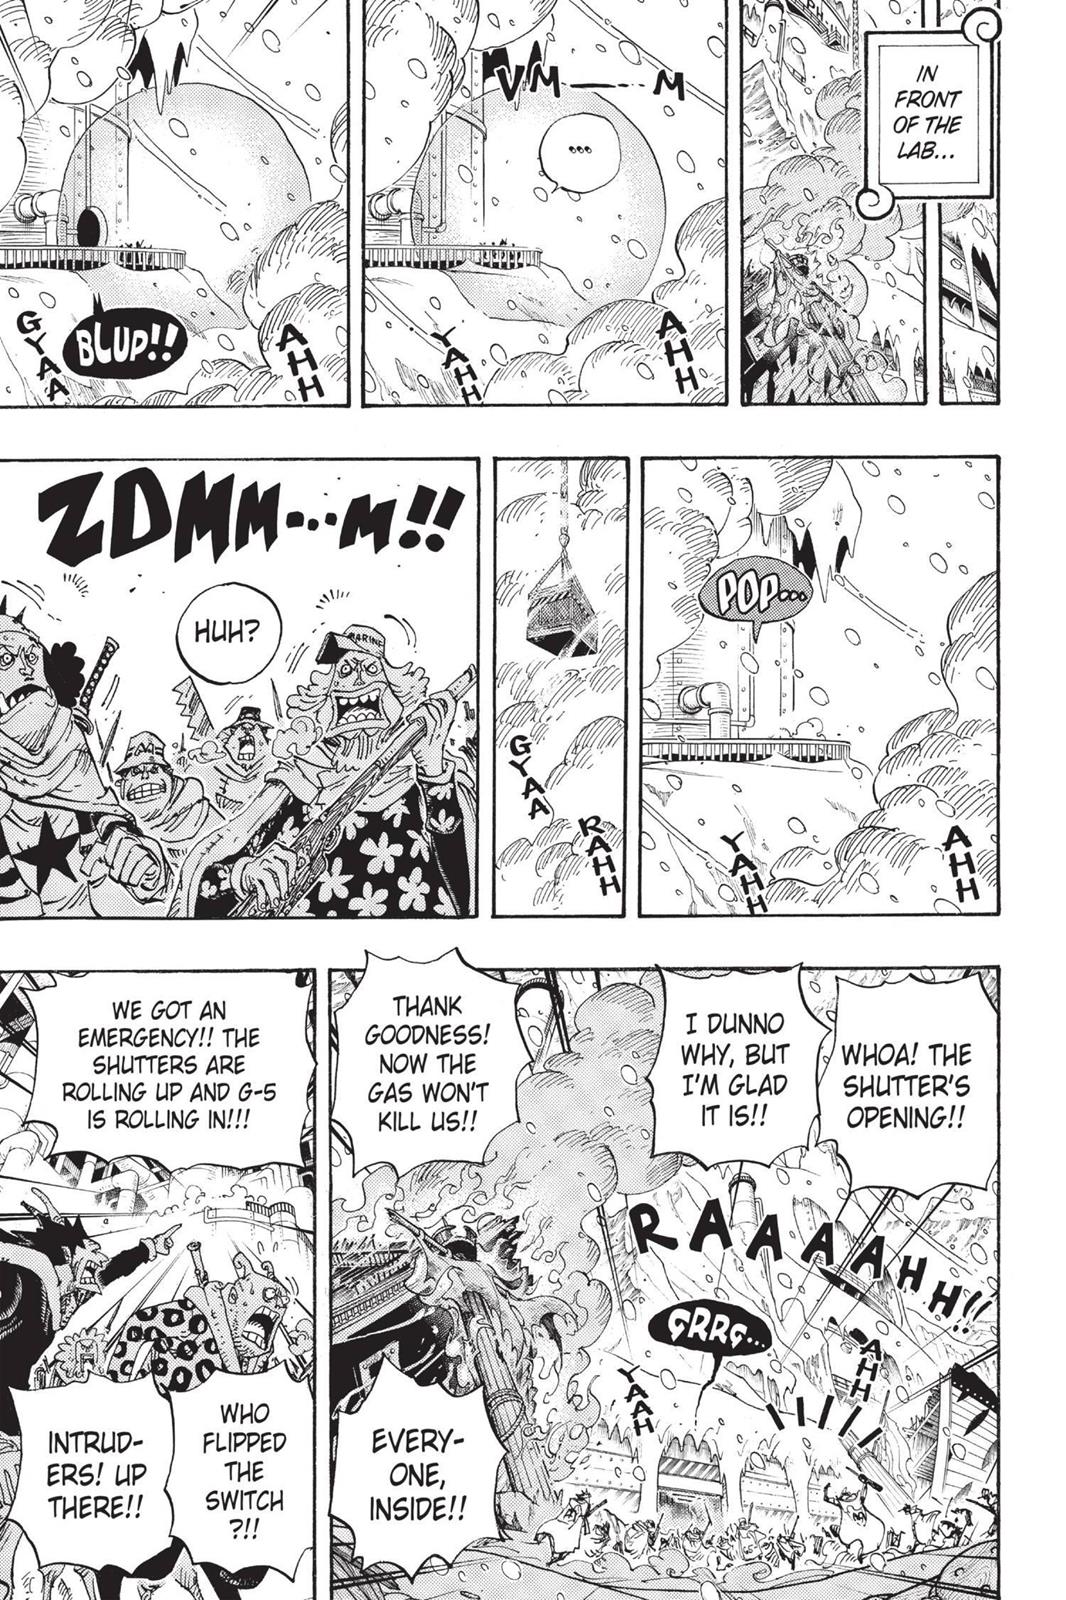 IN
FRONT
OF THE
LAB...
VM——M
...
AHH
YAHH
BLUP!!
AHH
GYAA
POP...
AHH
YAHH
RAHH
GYAA
ZDMM...M!!
HUH?
MARINE
WHOA! THE
SHUTTER'S
OPENING!!
I DUNNO
WHY, BUT
I'M GLAD
IT IS!!
THANK
GOODNESS!
NOW THE
GAS WON'T
KILL US!!
RAAAAHHH!!
GRRG..
AHH
YAAH
EVERY-
ONE,
INSIDE!!
WE GOT AN
EMERGENCY!! THE
SHUTTERS ARE
ROLLING UP AND G-5
IS ROLLING IN!!!
WHO
FLIPPED
THE
SWITCH
?!!
INTRUD-
ERS! UP
THERE!!